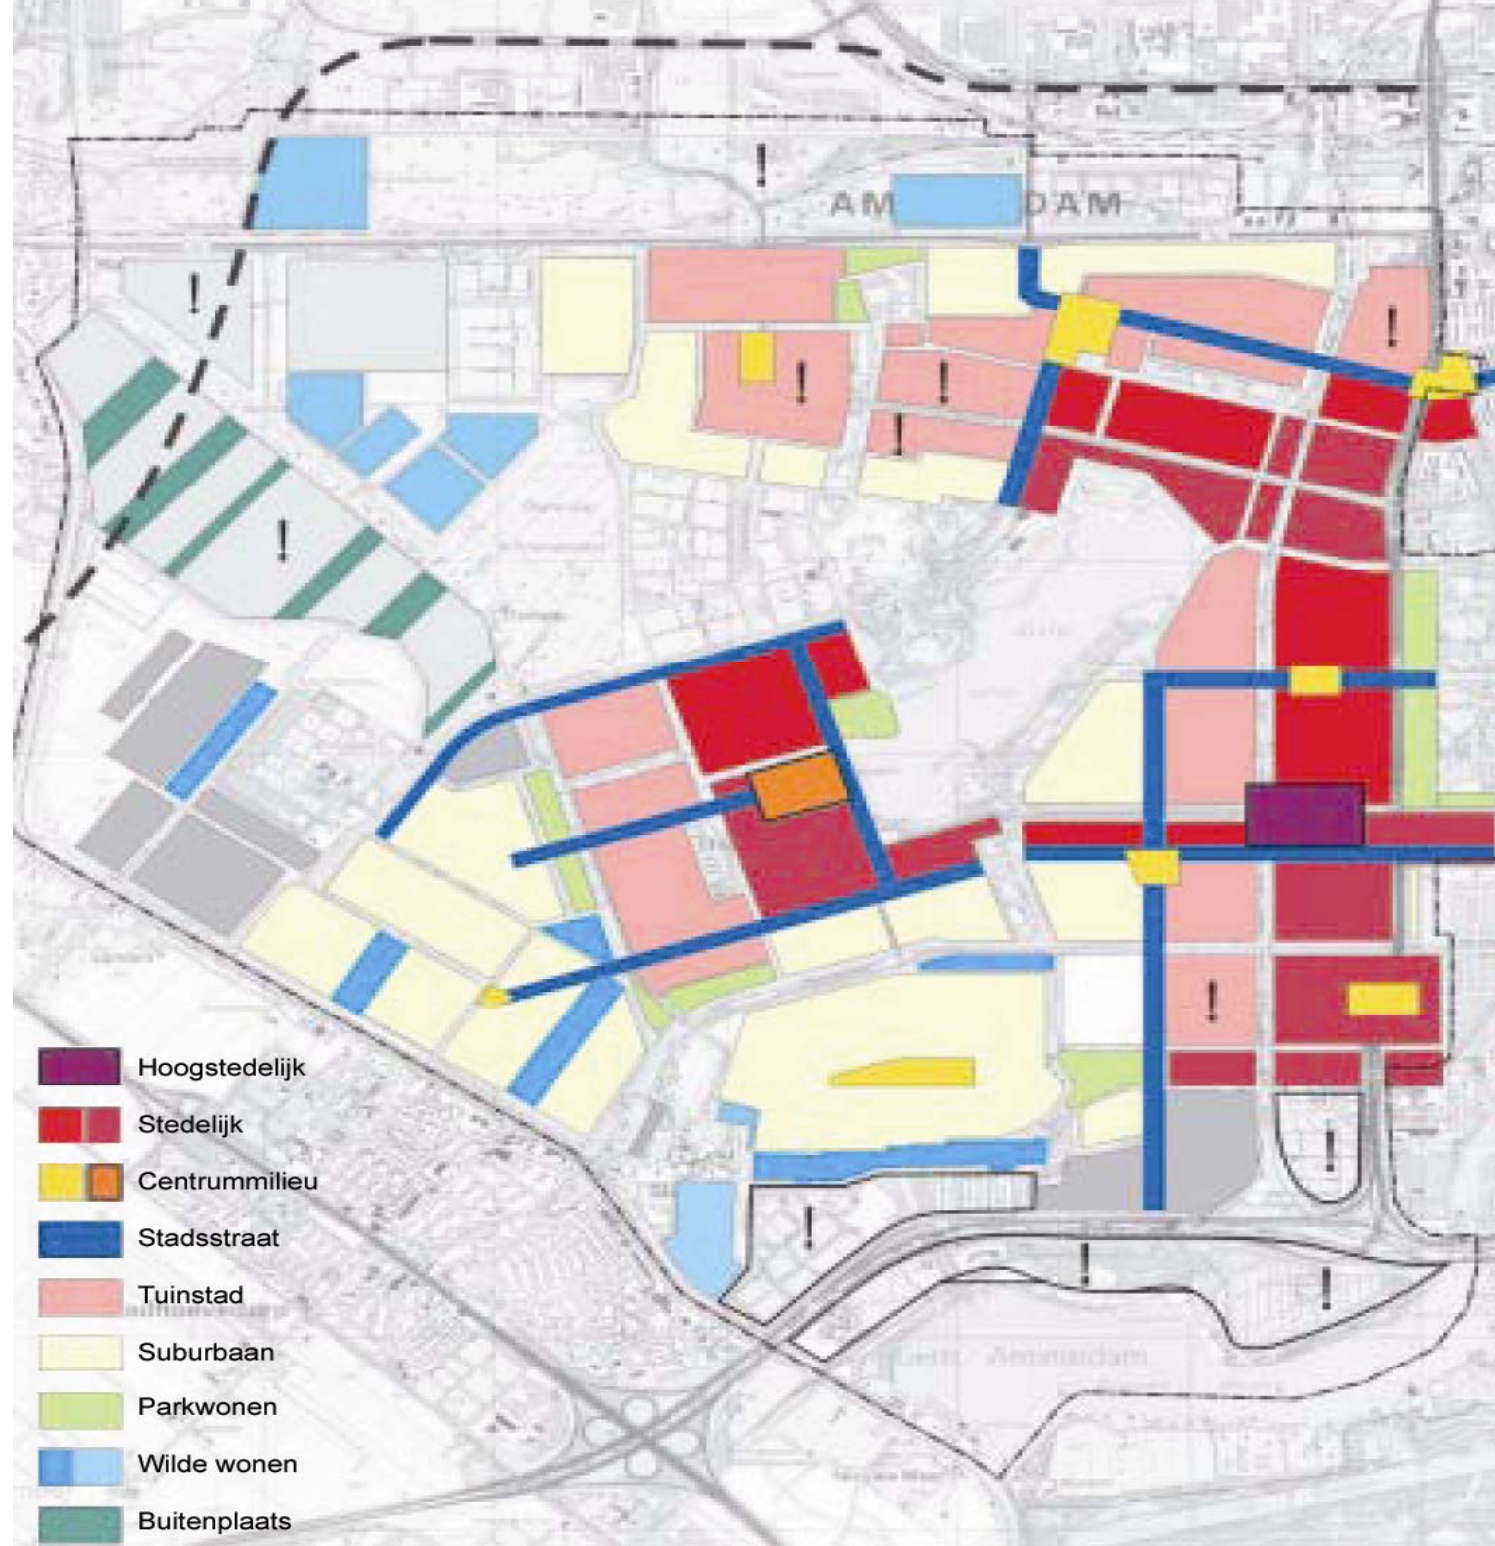 !
AM DAM
!
!
!
!
!
!
!
!
!
!
!
!
Hoogstedelijk
Stedelijk
Centrummilieu
Stadsstraat
Tuinstad
Suburbaan
Parkwonen
Wilde wonen
Buitenplaats